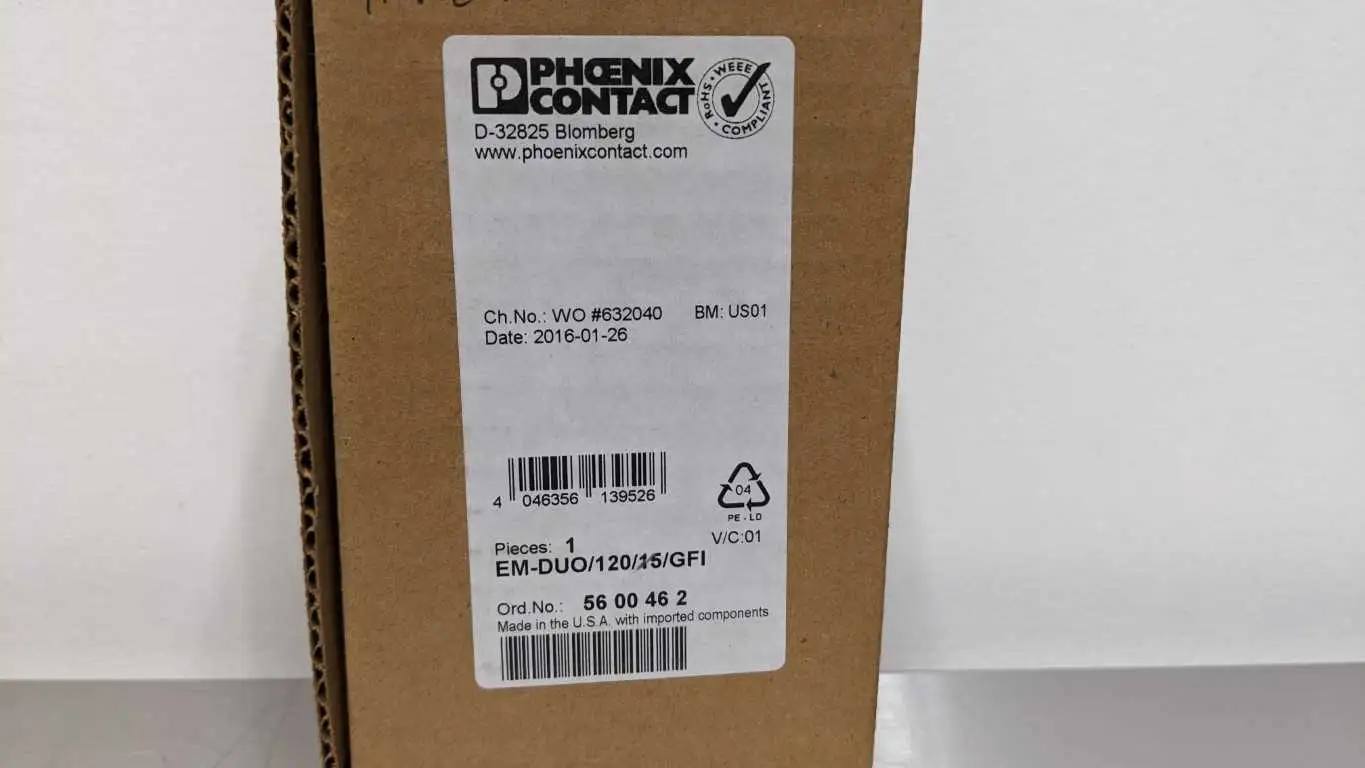 PHŒNIX
CONTACT
WEEE
RoHS
COMPLIANT
D-32825 Blomberg
www.phoenixcontact.com
Ch.No.: WO #632040 BM: US01
Date: 2016-01-26
4 046356 139526
04
PE-LD
V/C:01
Pieces: 1
EM-DUO/120/15/GFI
Ord.No.: 56 00 46 2
Made in the U.S.A. with imported components